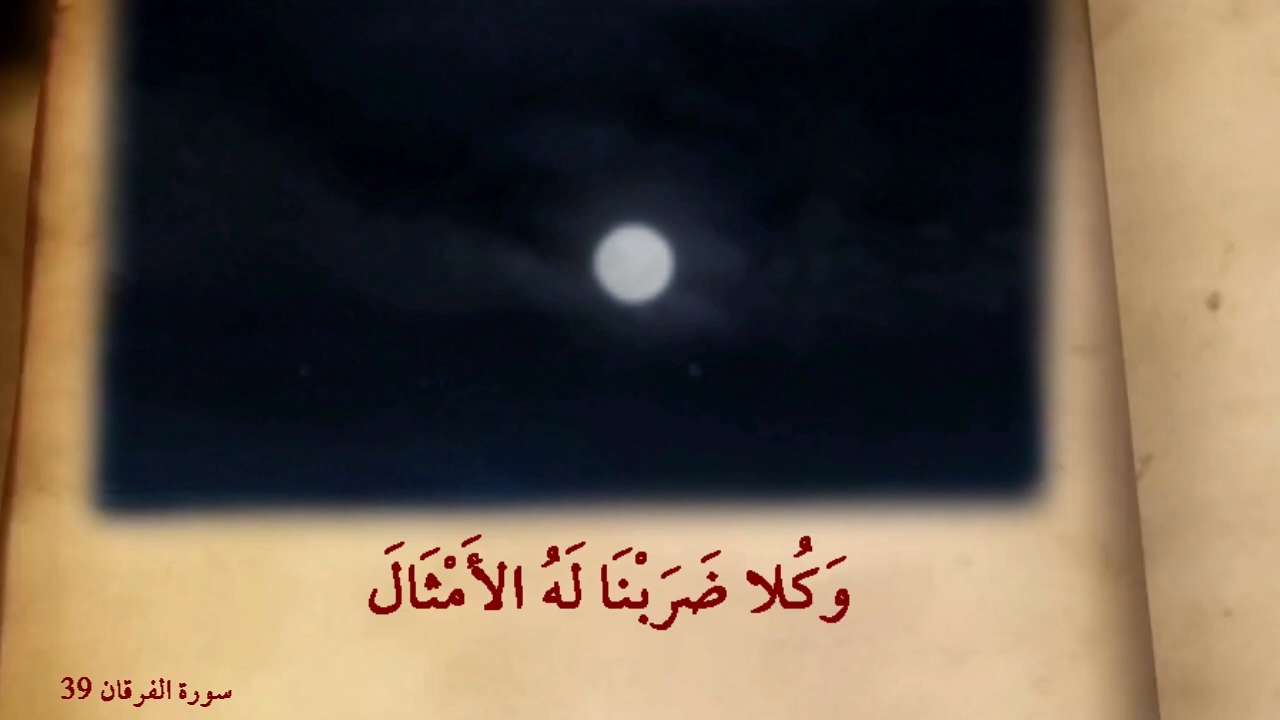 وَكُلا ضَرَبْنَا لَهُ الأَمْثَالَ
سورة الفرقان 39